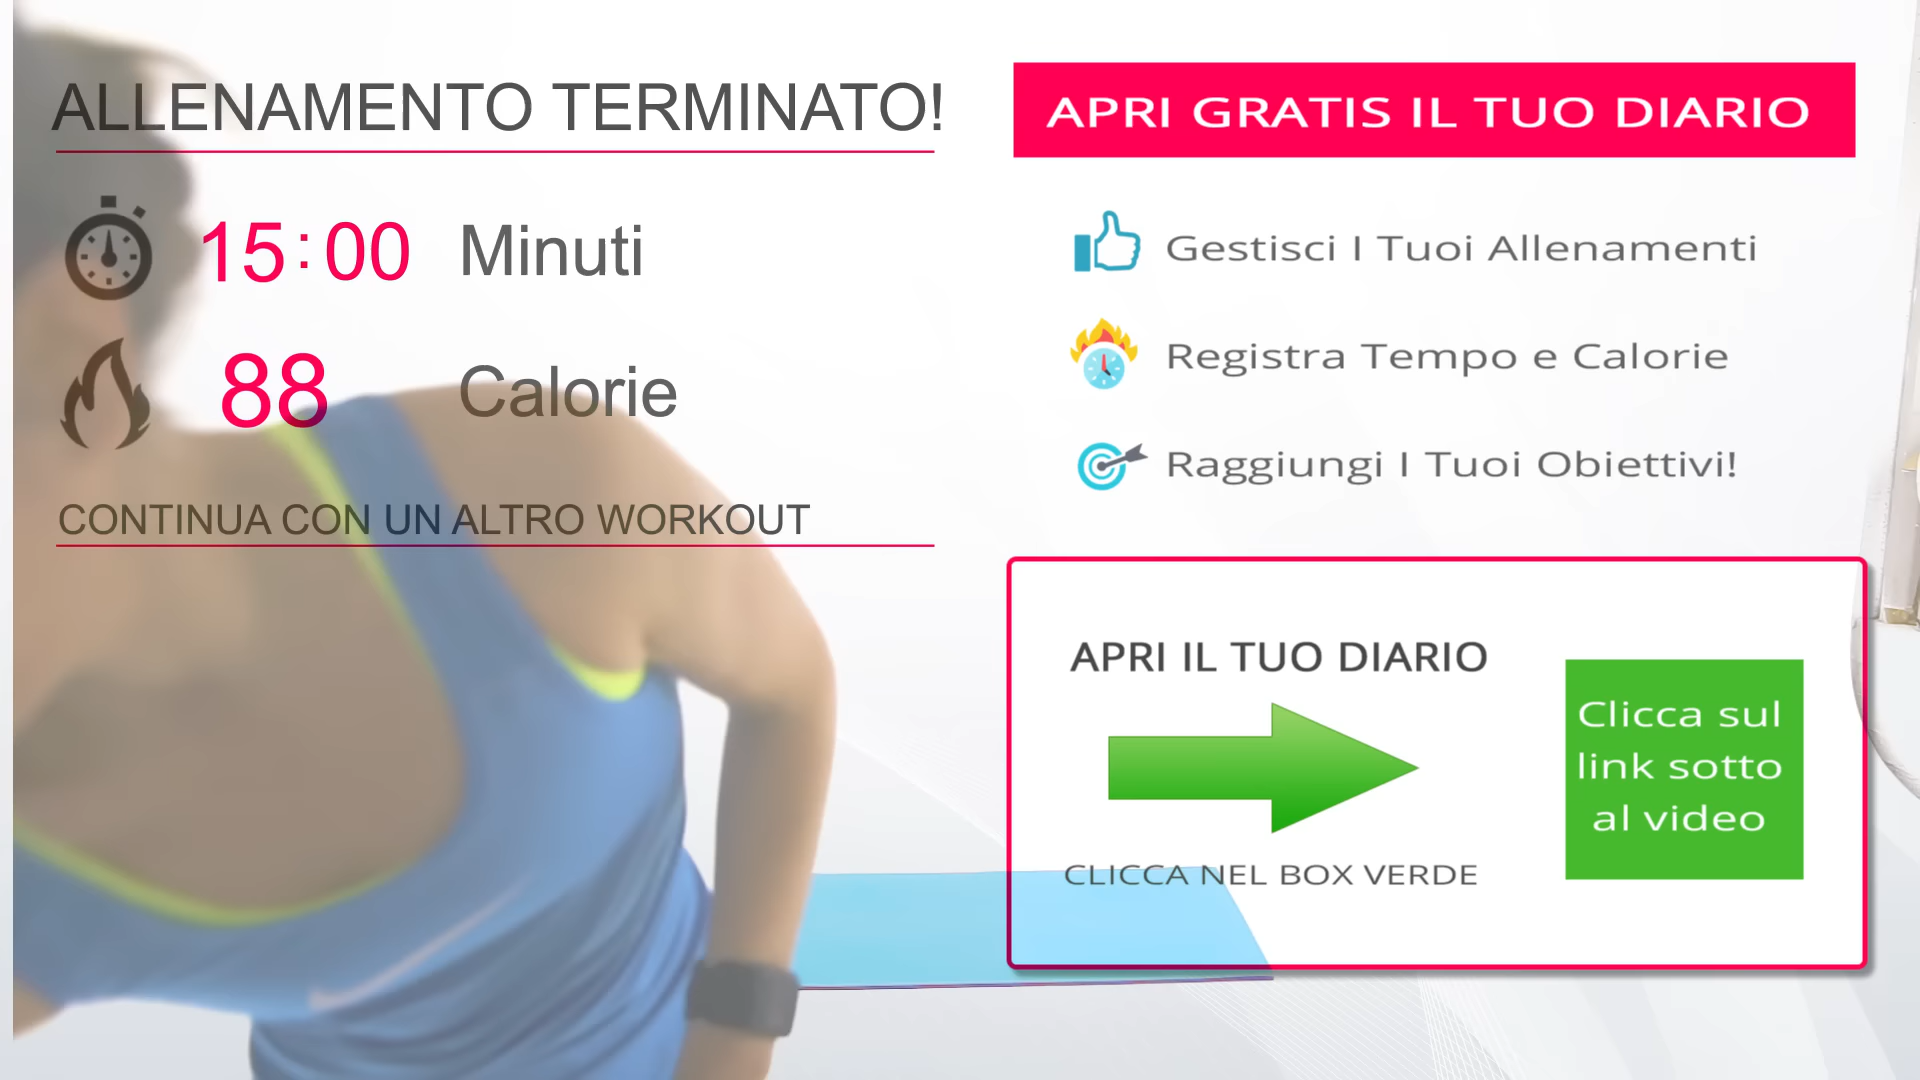 ALLENAMENTO TERMINATO!
15:00 Minuti
88 Calorie
CONTINUA CON UN ALTRO WORKOUT
APRI GRATIS IL TUO DIARIO
Gestisci I Tuoi Allenamenti
Registra Tempo e Calorie
Raggiungi I Tuoi Obiettivi!
APRI IL TUO DIARIO
CLICCA NEL BOX VERDE
Clicca sul
link sotto
al video